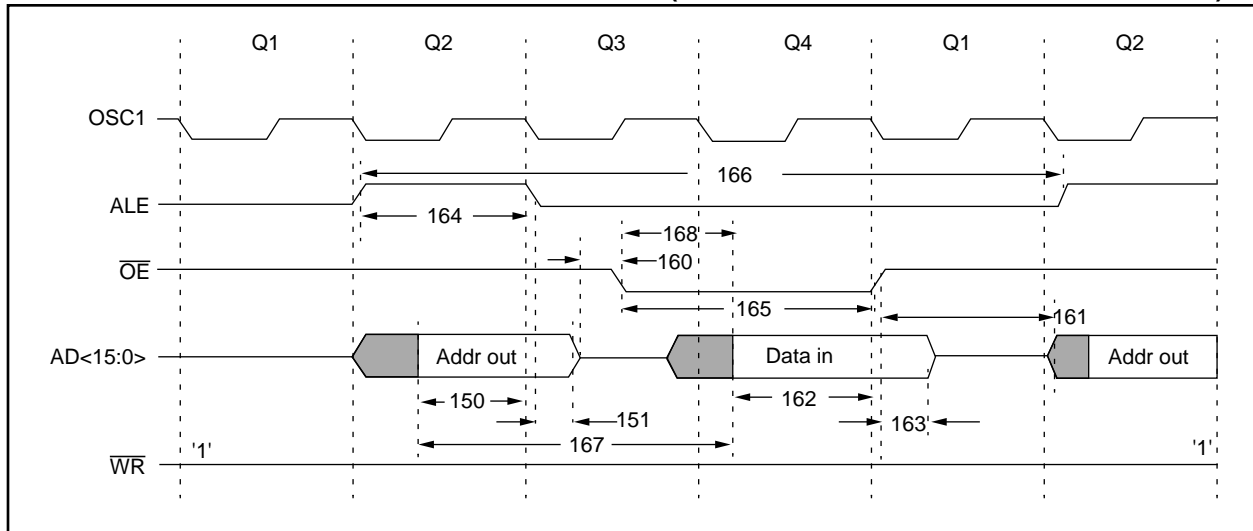 Q1 Q2 Q3 Q4 Q1 Q2
OSC1
166
ALE
164
168
OE 160
165
161
AD<15:0> Addr out Data in Addr out
150 162
151 163
167
'1' '1'
WR